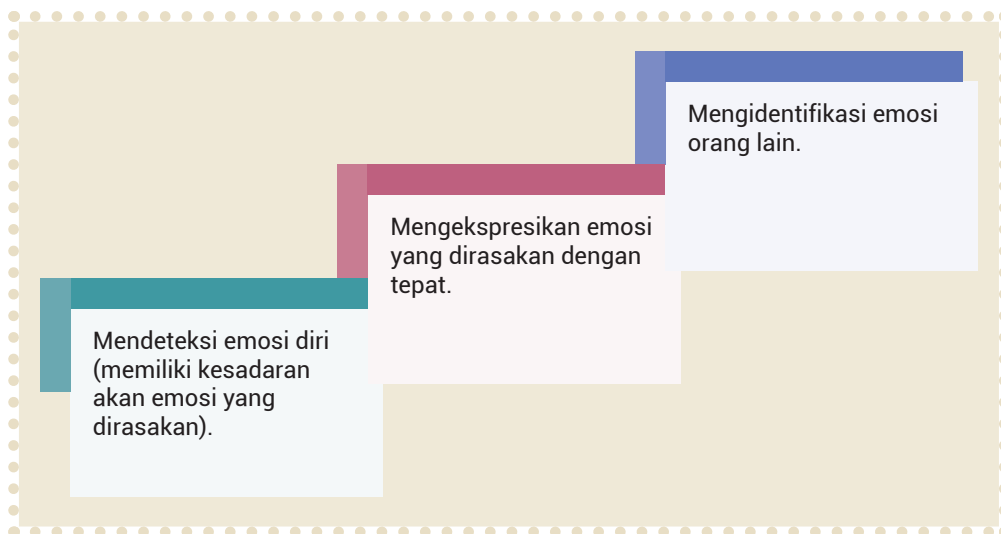 Mengidentifikasi emosi
orang lain.
Mengekspresikan emosi
yang dirasakan dengan
tepat.
Mendeteksi emosi diri
(memiliki kesadaran
akan emosi yang
dirasakan).